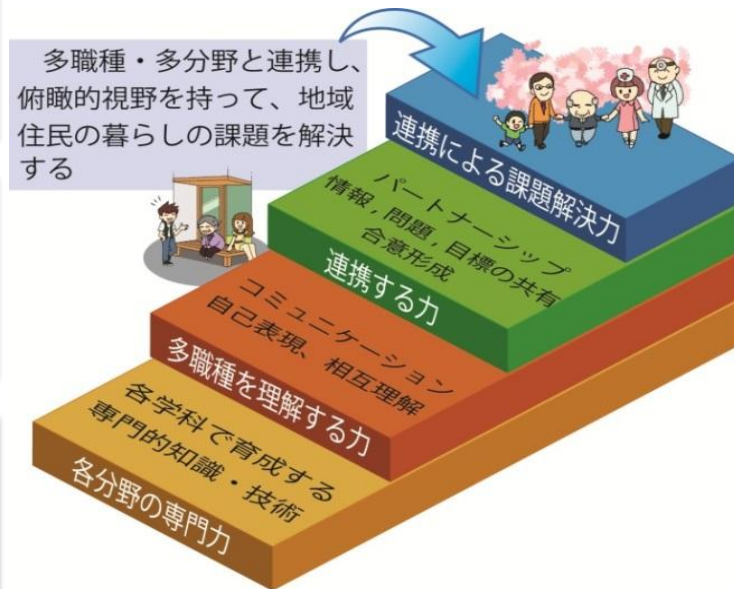 多職種・多分野と連携し、
俯瞰的視野を持って、地域
住民の暮らしの課題を解決
する
連携による課題解決力
パートナーシップ
情報,問題,目標の共有
合意形成
連携する力
コミュニケーション
自己表現、相互理解
多職種を理解する力
各学科で育成する
専門的知識・技術
各分野の専門力